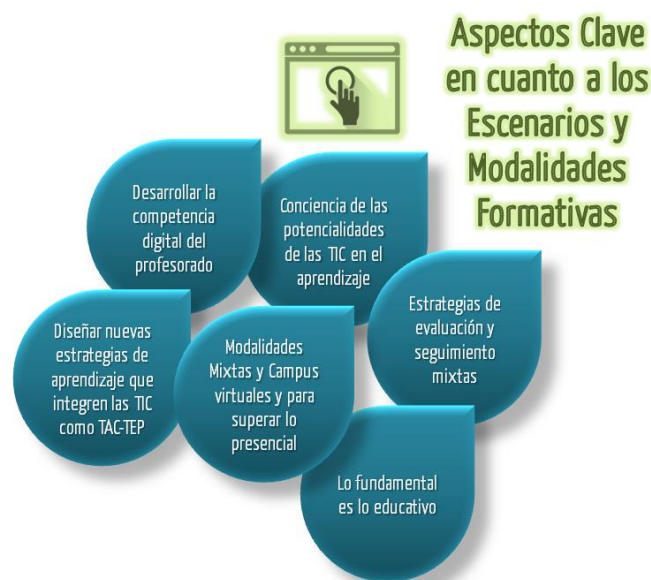 Aspectos Clave
en cuanto a los
Escenarios y
Modalidades
Formativas
Desarrollar la
competencia
digital del
profesorado
Conciencia de las
potencialidades
de las TIC en el
aprendizaje
Estrategias de
evaluación y
seguimiento
mixtas
Diseñar nuevas
estrategias de
aprendizaje que
integren las TIC
como TAC-TEP
Modalidades
Mixtas y Campus
virtuales y para
superar lo
presencial
Lo fundamental
es lo educativo